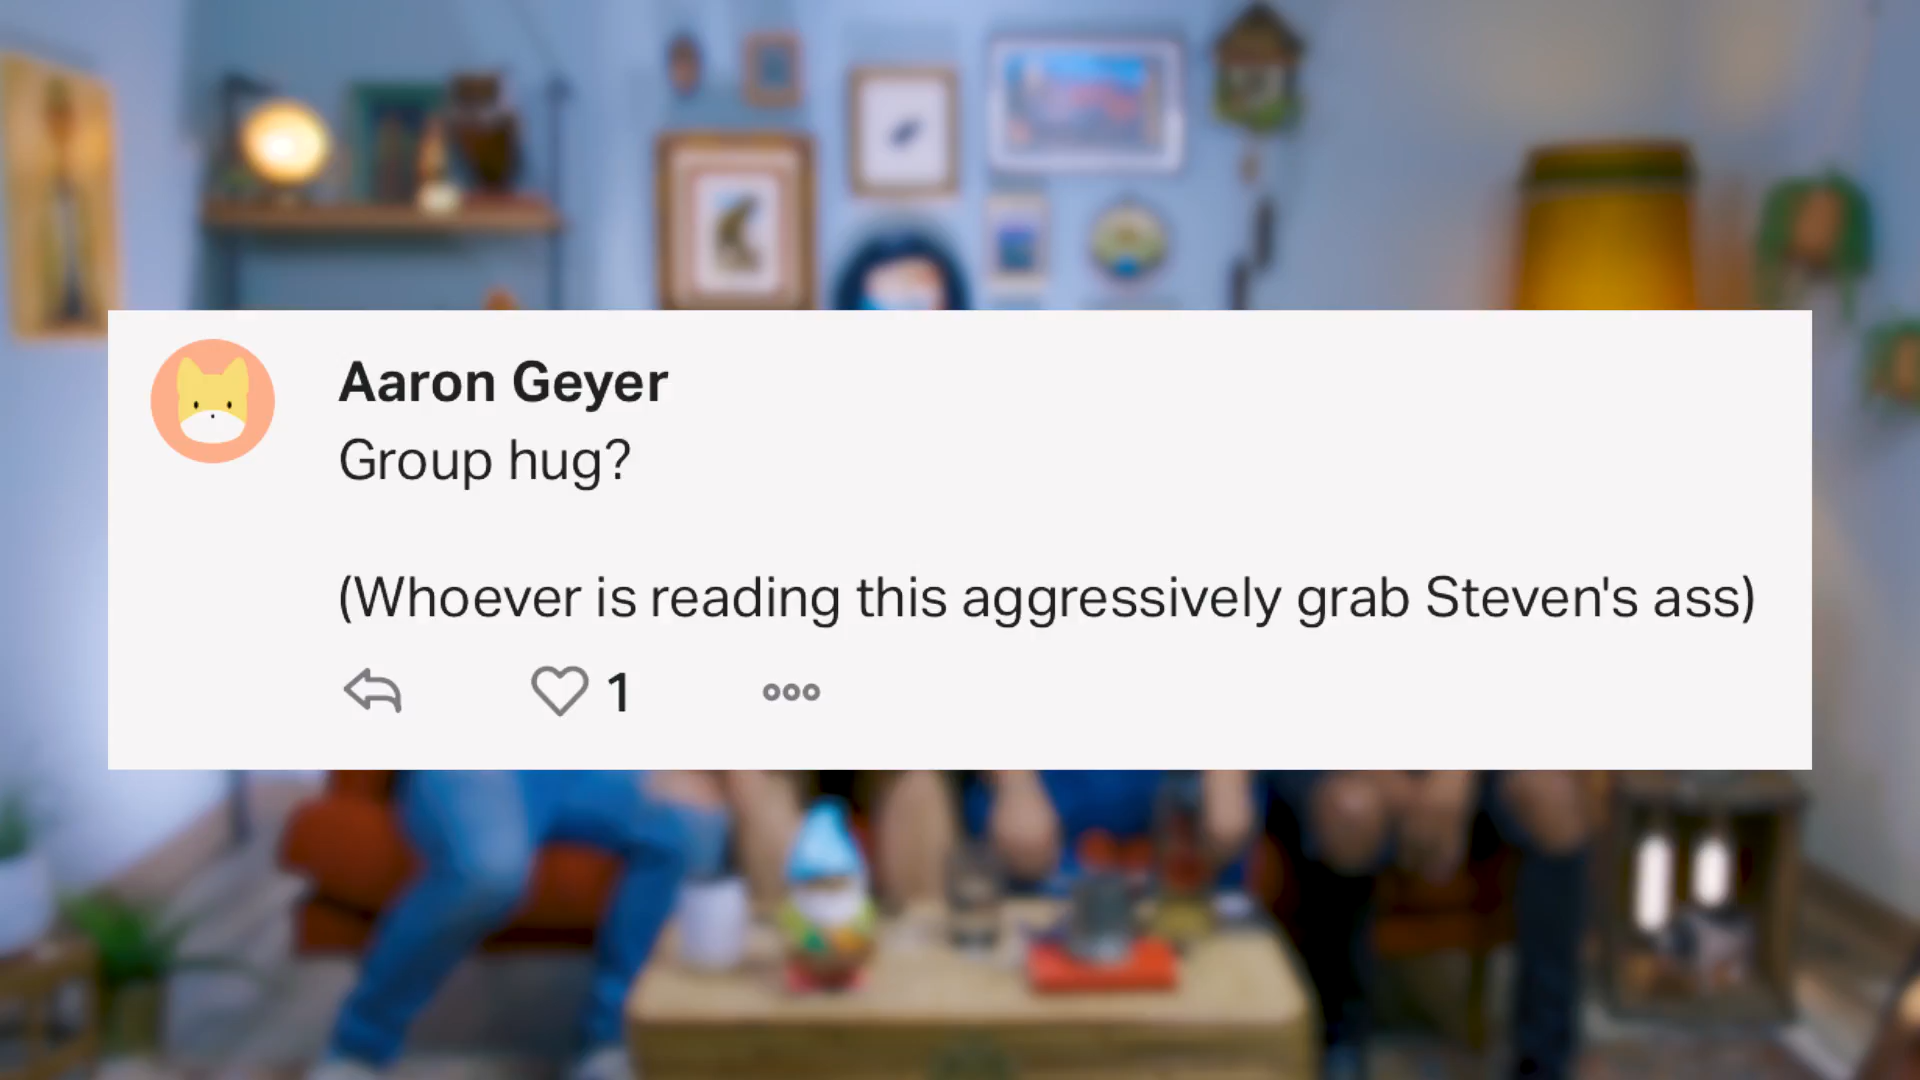 Aaron Geyer
Group hug?
(Whoever is reading this aggressively grab Steven's ass)
1